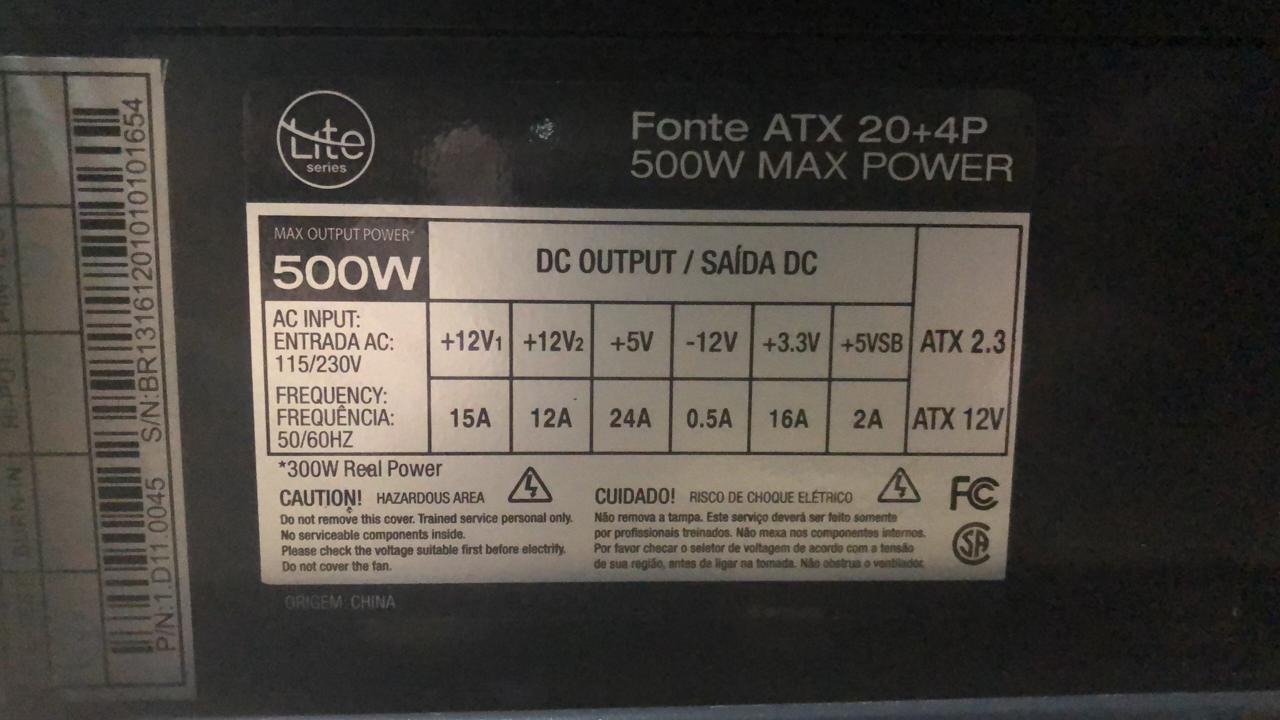 Lite
series
Fonte ATX 20+4P
500W MAX POWER
MAX OUTPUT POWER*
500W
DC OUTPUT / SAÍDA DC
AC INPUT:
ENTRADA AC:
115/230V
+12V1 +12V2 +5V -12V +3.3V +5VSB ATX 2.3
FREQUENCY:
FREQUÊNCIA:
50/60HZ
15A 12A 24A 0.5A 16A 2A ATX 12V
*300W Real Power
CAUTION! HAZARDOUS AREA
Do not remove this cover. Trained service personal only.
No serviceable components inside.
Please check the voltage suitable first before electrify.
Do not cover the fan.
CUIDADO! RISCO DE CHOQUE ELÉTRICO
Não remova a tampa. Este serviço deverá ser feito somente
por profissionais treinados. Não mexa nos componentes internos.
Por favor checar o seletor de voltagem de acordo com a tensão
de sua região, antes de ligar na tomada. Não obstrua o ventilador.
FC
SA
ORIGEM: CHINA
P/N:1.D11.0045 S/N:BR1316120101010101654
BURN-IN
HI-POT